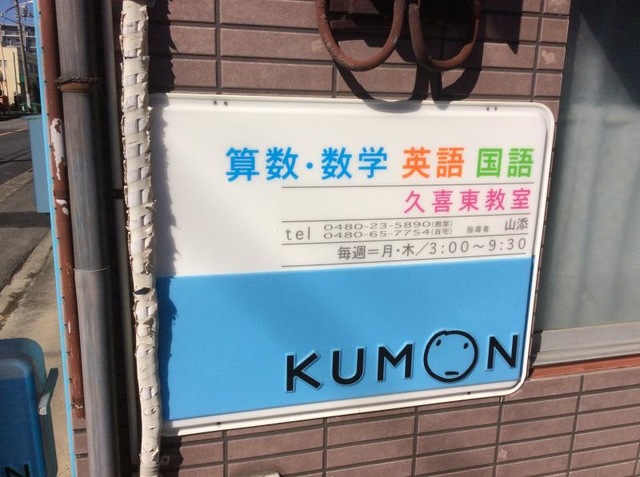 算数・数学 英語 国語
久喜東教室
tel 0480-23-5890(教室)
0480-65-7754(自宅)
指導者 山添
毎週=月・木/3:00～9:30
KUMON
N